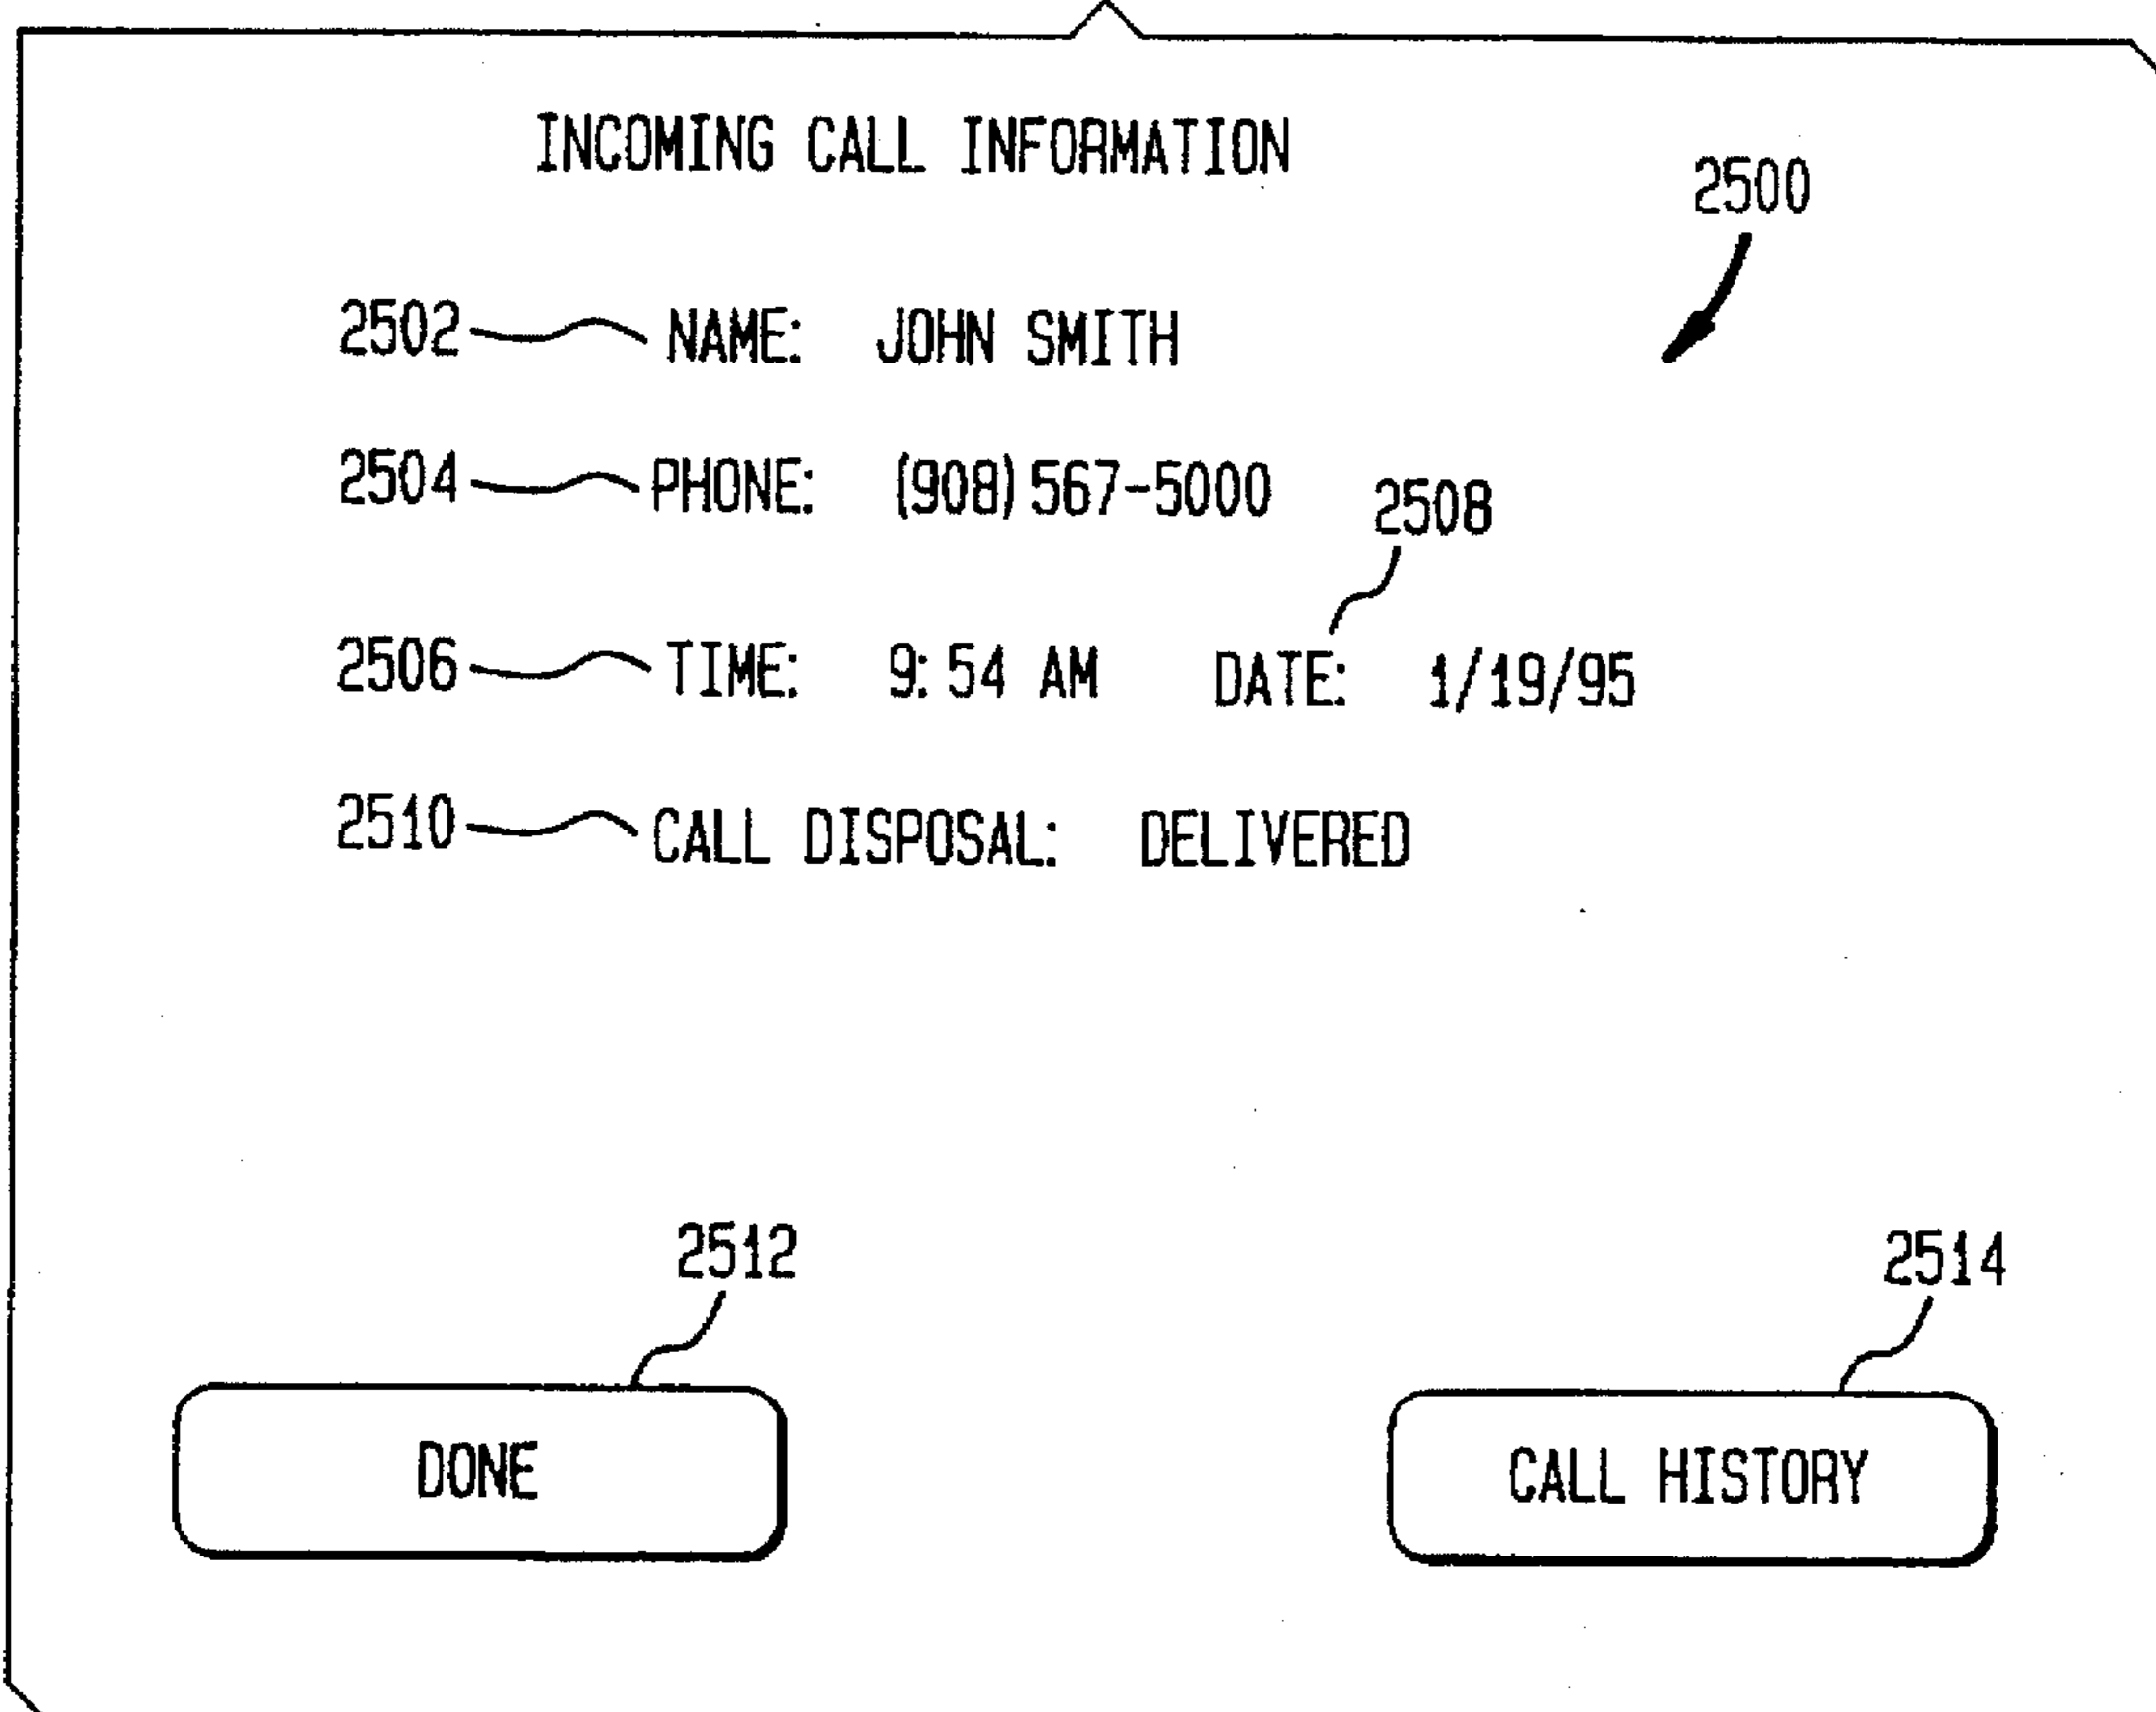 INCOMING CALL INFORMATION
2500
2502 NAME: JOHN SMITH
2504 PHONE: (908) 567-5000
2508
2506 TIME: 9:54 AM DATE: 1/19/95
2510 CALL DISPOSAL: DELIVERED
2512 2514
DONE CALL HISTORY